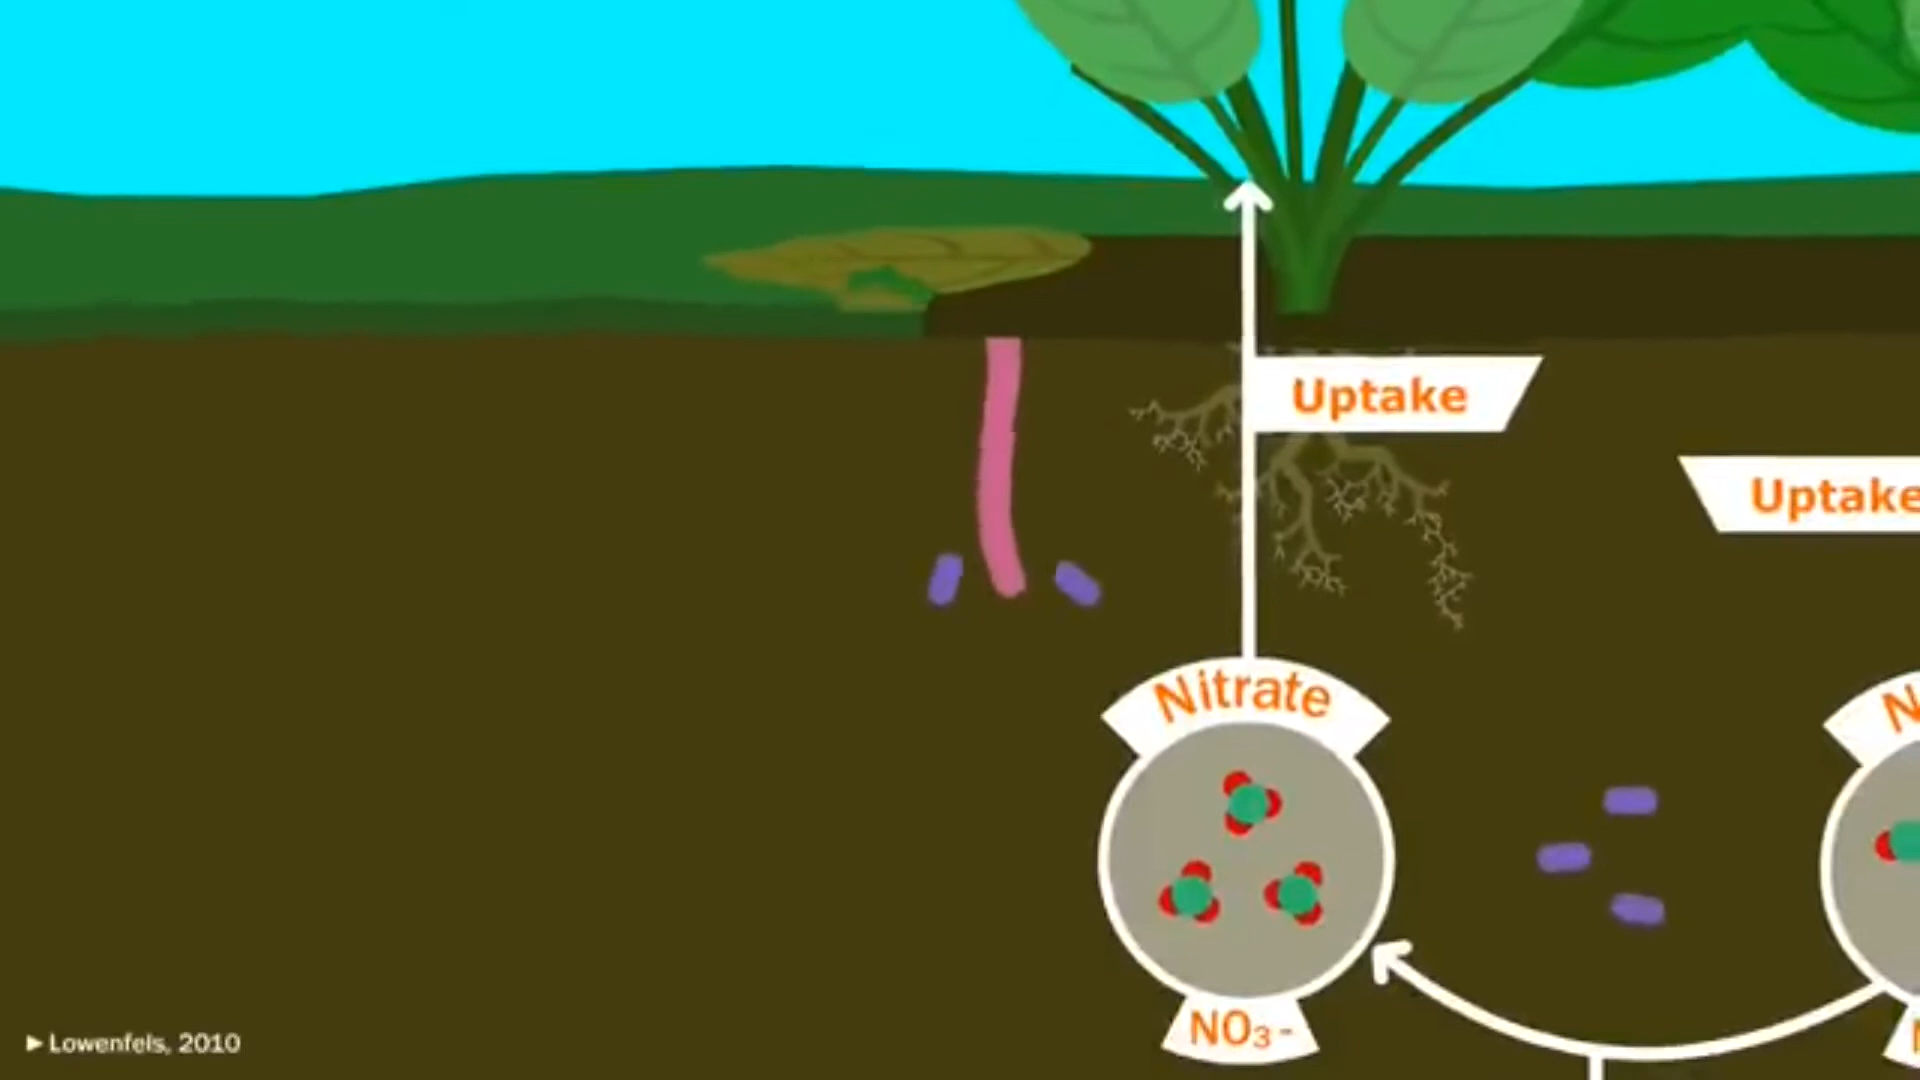 Uptake
Uptake
Nitrate
NO₃-
▶ Lowenfels, 2010